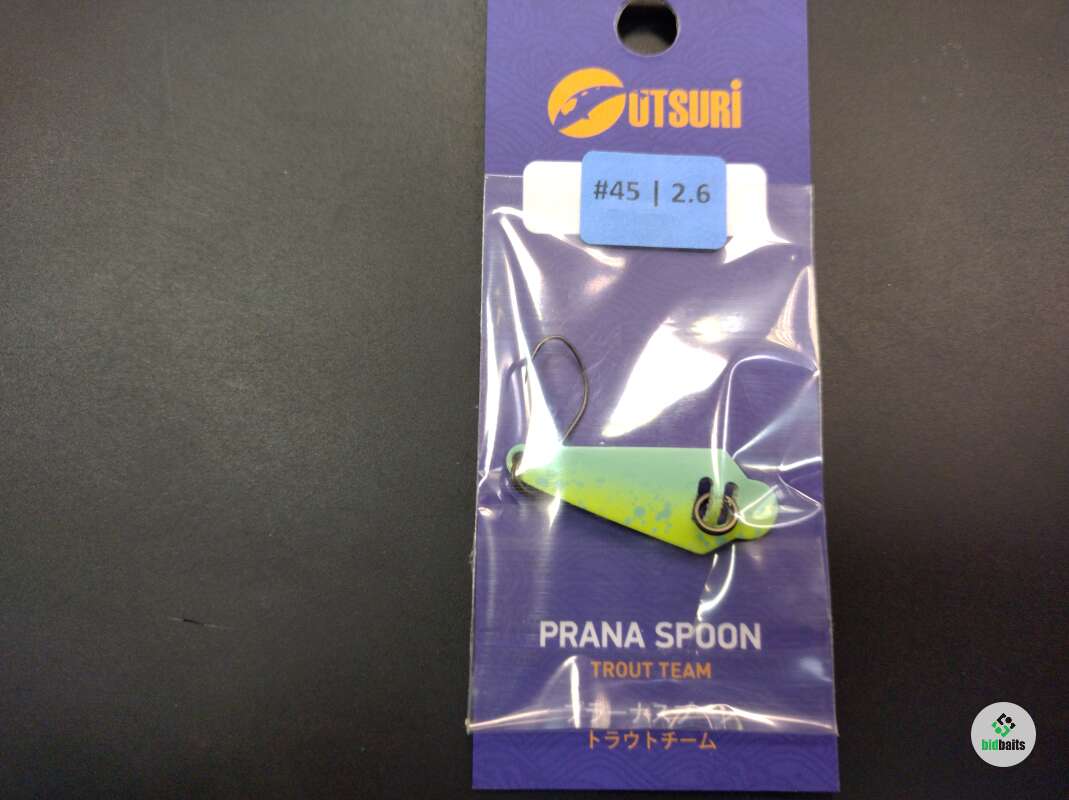 UTSURI
#45 | 2.6
PRANA SPOON
TROUT TEAM
トラウトチーム
bidbaits